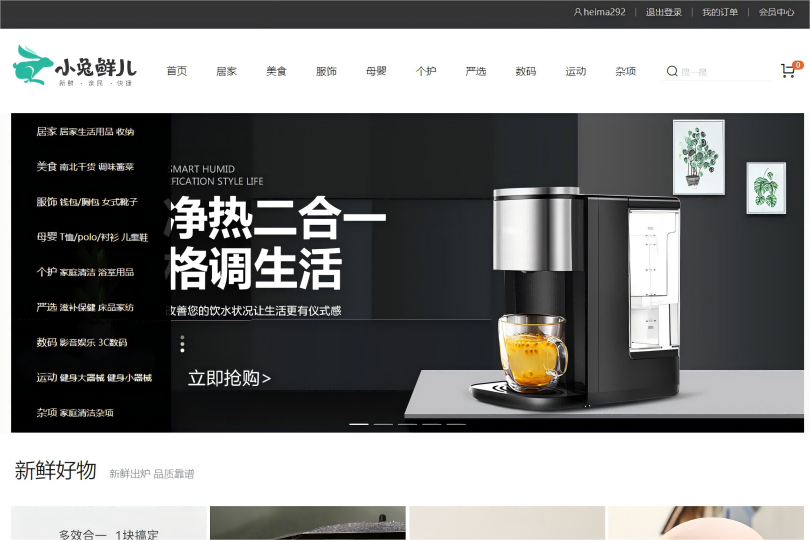 heima292 | 退出登录 | 我的订单 | 会员中心
小兔鲜儿
新鲜·亲民·快捷
首页 居家 美食 服饰 母婴 个护 严选 数码 运动 杂项 搜一搜 0
居家 居家生活用品 收纳
美食 南北干货 调味酱菜
服饰 钱包/胸包 女式靴子
母婴 T恤/polo/衬衫 儿童鞋
个护 家庭清洁 浴室用品
严选 滋补保健 床品家纺
数码 影音娱乐 3C数码
运动 健身大器械 健身小器械
杂项 家庭清洁杂项
SMART HUMID
FICATION STYLE LIFE
净热二合一
格调生活
改善您的饮水状况让生活更有仪式感
立即抢购>
新鲜好物 新鲜出炉 品质靠谱
多效合一 1块搞定